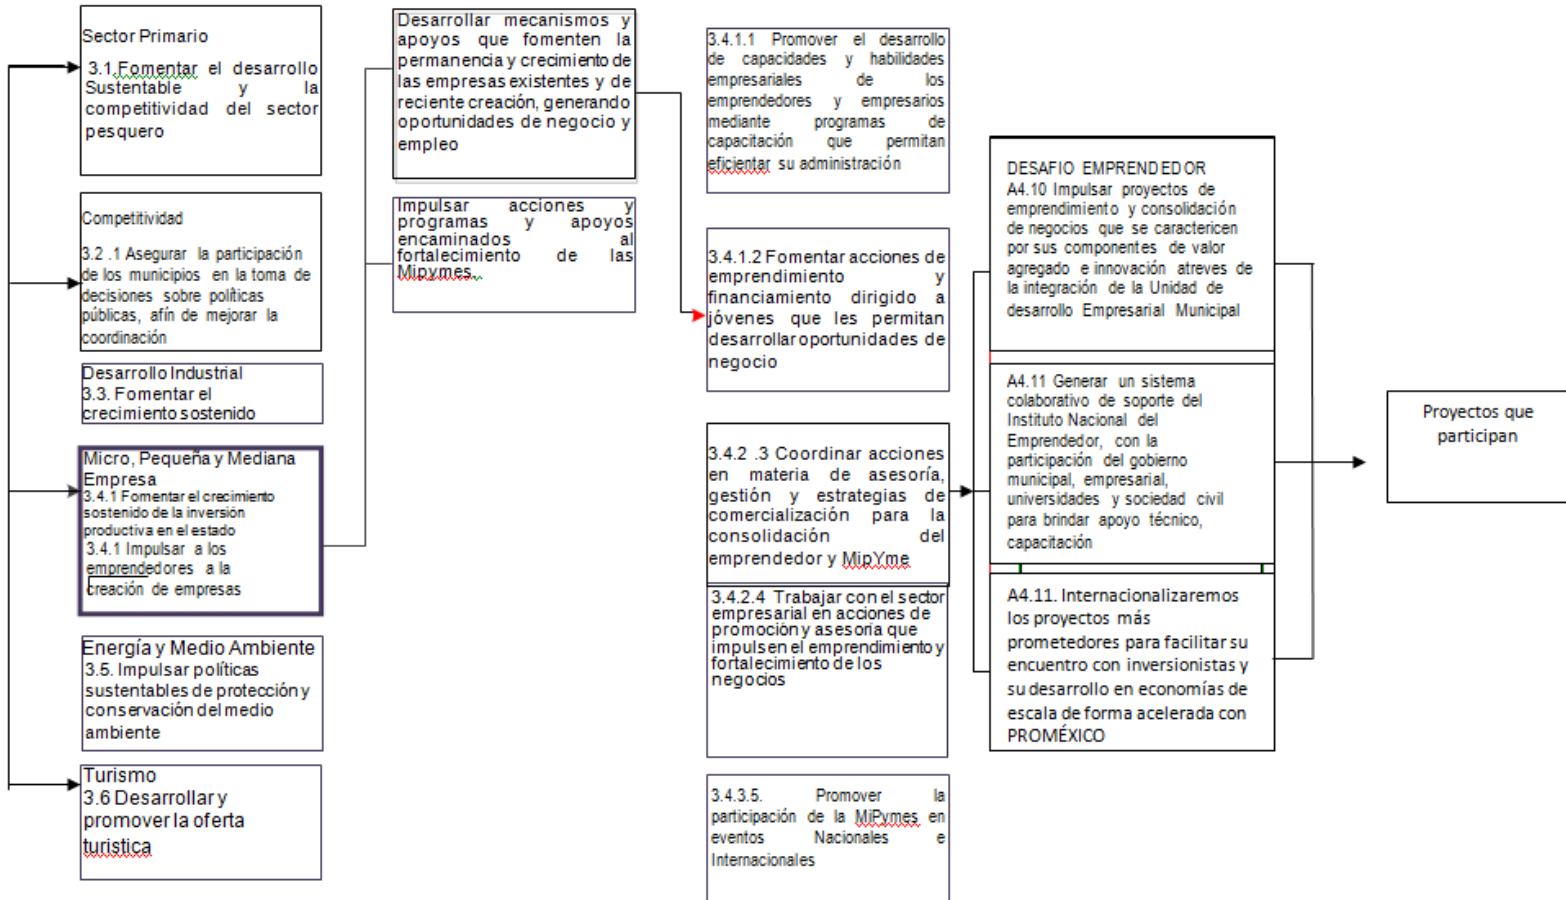 Sector Primario
3.1.Fomentar el desarrollo
Sustentable y la
competitividad del sector
pesquero
Competitividad
3.2 .1 Asegurar la participación
de los municipios en la toma de
decisiones sobre políticas
públicas, afín de mejorar la
coordinación
Desarrollo Industrial
3.3. Fomentar el
crecimiento sostenido
Micro, Pequeña y Mediana
Empresa
3.4.1 Fomentar el crecimiento
sostenido de la inversión
productiva en el estado
3.4.1 Impulsar a los
emprendedores a la
creación de empresas
Energía y Medio Ambiente
3.5. Impulsar políticas
sustentables de protección y
conservación del medio
ambiente
Turismo
3.6 Desarrollar y
promover la oferta
turistica
Desarrollar mecanismos y
apoyos que fomenten la
permanencia y crecimiento de
las empresas existentes y de
reciente creación, generando
oportunidades de negocio y
empleo
Impulsar acciones y
programas y apoyos
encaminados al
fortalecimiento de las
Mipymes.
3.4.1.1 Promover el desarrollo
de capacidades y habilidades
empresariales de los
emprendedores y empresarios
mediante programas de
capacitación que permitan
eficientar su administración
3.4.1.2 Fomentar acciones de
emprendimiento y
financiamiento dirigido a
jóvenes que les permitan
desarrollar oportunidades de
negocio
3.4.2 .3 Coordinar acciones
en materia de asesoría,
gestión y estrategias de
comercialización para la
consolidación del
emprendedor y MipYme
3.4.2.4 Trabajar con el sector
empresarial en acciones de
promoción y asesoría que
impulsen el emprendimiento y
fortalecimiento de los
negocios
3.4.3.5. Promover la
participación de la MiPymes en
eventos Nacionales e
Internacionales
DESAFIO EMPRENDEDOR
A4.10 Impulsar proyectos de
emprendimiento y consolidación
de negocios que se caractericen
por sus componentes de valor
agregado e innovación atreves de
la integración de la Unidad de
desarrollo Empresarial Municipal
A4.11 Generar un sistema
colaborativo de soporte del
Instituto Nacional del
Emprendedor, con la
participación del gobierno
municipal, empresarial,
universidades y sociedad civil
para brindar apoyo técnico,
capacitación
A4.11. Internacionalizaremos
los proyectos más
prometedores para facilitar su
encuentro con inversionistas y
su desarrollo en economías de
escala de forma acelerada con
PROMÉXICO
Proyectos que
participan